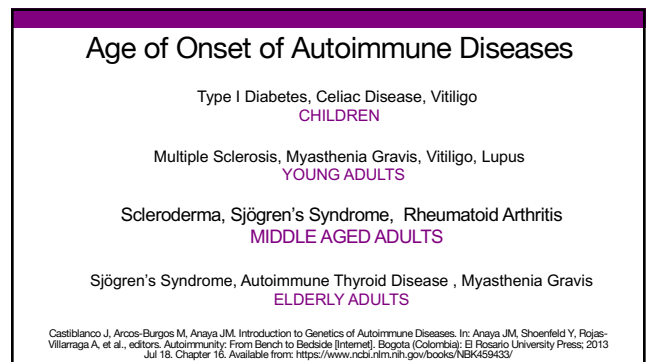 Age of Onset of Autoimmune Diseases
Type I Diabetes, Celiac Disease, Vitiligo
CHILDREN
Multiple Sclerosis, Myasthenia Gravis, Vitiligo, Lupus
YOUNG ADULTS
Scleroderma, Sjögren's Syndrome, Rheumatoid Arthritis
MIDDLE AGED ADULTS
Sjögren's Syndrome, Autoimmune Thyroid Disease , Myasthenia Gravis
ELDERLY ADULTS
Castiblanco J, Arcos-Burgos M, Anaya JM. Introduction to Genetics of Autoimmune Diseases. In: Anaya JM, Shoenfeld Y, Rojas-
Villarraga A, et al., editors. Autoimmunity: From Bench to Bedside [Internet]. Bogota (Colombia): El Rosario University Press; 2013
Jul 18. Chapter 16. Available from: https://www.ncbi.nlm.nih.gov/books/NBK459433/